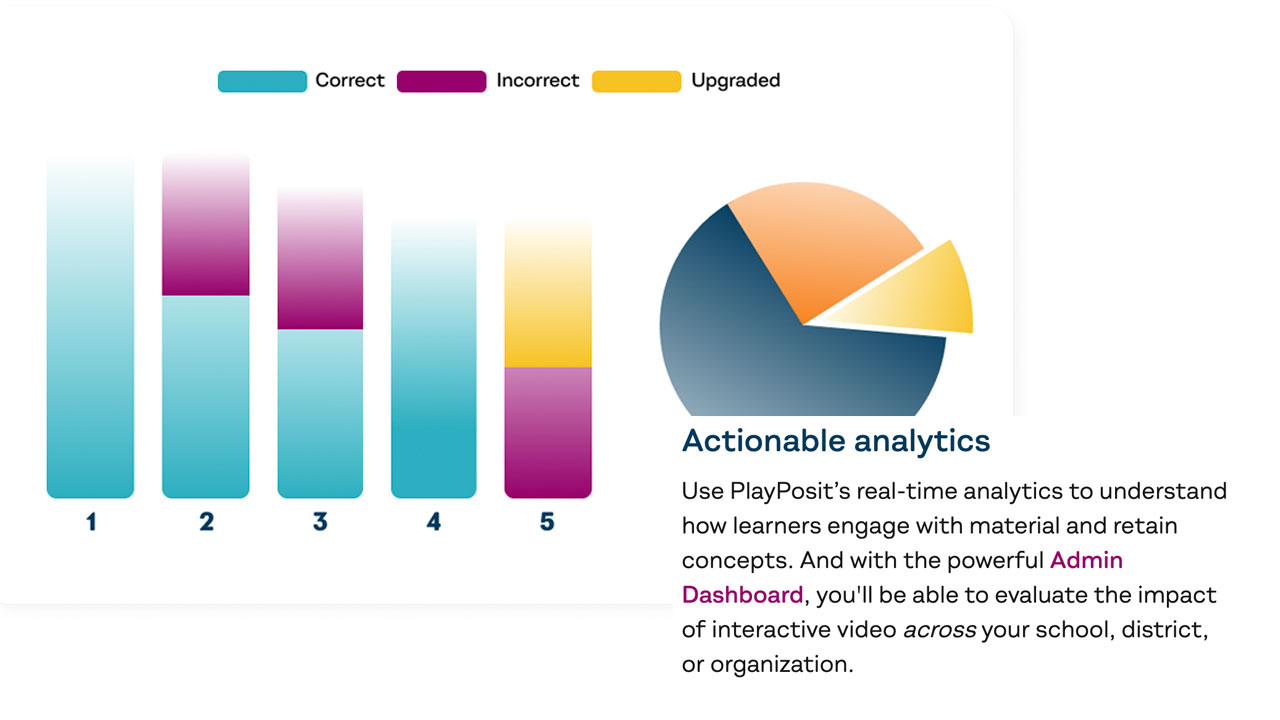 Correct Incorrect Upgraded
1 2 3 4 5
Actionable analytics
Use PlayPosit’s real-time analytics to understand
how learners engage with material and retain
concepts. And with the powerful Admin
Dashboard, you'll be able to evaluate the impact
of interactive video across your school, district,
or organization.